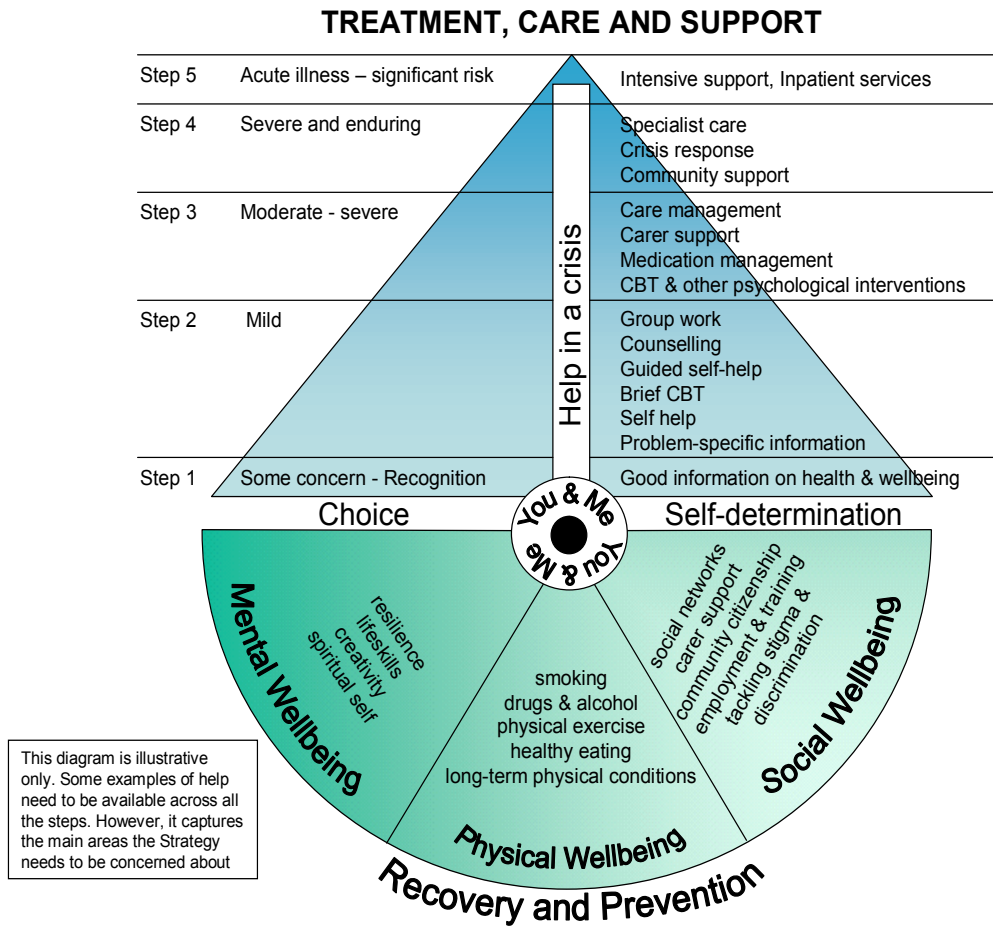 TREATMENT, CARE AND SUPPORT
Step 5 Acute illness – significant risk Intensive support, Inpatient services
Step 4 Severe and enduring Specialist care
Crisis response
Community support
Step 3 Moderate - severe Care management
Carer support
Medication management
CBT & other psychological interventions
Step 2 Mild Group work
Counselling
Guided self-help
Brief CBT
Self help
Problem-specific information
Step 1 Some concern - Recognition Good information on health & wellbeing
Help in a crisis
Choice
Self-determination
You & Me
You & Me
Mental Wellbeing
resilience
lifeskills
creativity
spiritual self
smoking
drugs & alcohol
physical exercise
healthy eating
long-term physical conditions
Physical Wellbeing
social networks
carer support
community citizenship
employment & training
tackling stigma &
discrimination
Social Wellbeing
Recovery and Prevention
This diagram is illustrative
only. Some examples of help
need to be available across all
the steps. However, it captures
the main areas the Strategy
needs to be concerned about